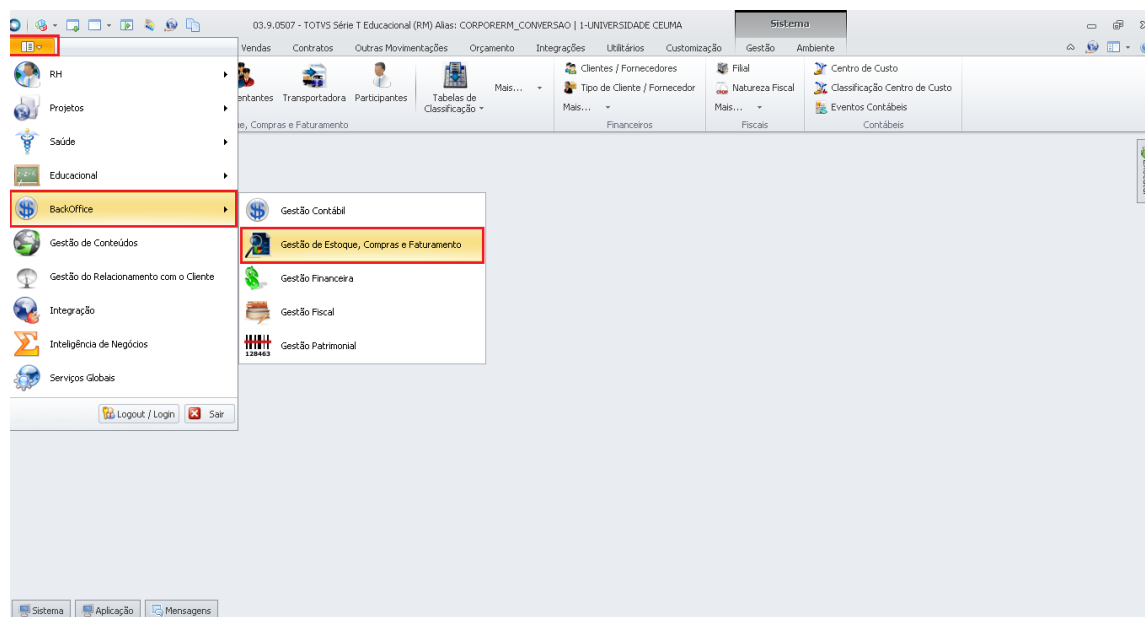 03.9.0507 - TOTVS Série T Educacional (RM) Alias: CORPORERM_CONVERSAO | 1-UNIVERSIDADE CEUMA
Sistema
Vendas Contratos Outras Movimentações Orçamento Integrações Utilitários Customização Gestão Ambiente
RH
Projetos
Saúde
Educacional
BackOffice
Gestão de Conteúdos
Gestão do Relacionamento com o Cliente
Integração
Inteligência de Negócios
Serviços Globais
Logout / Login Sair
entantes Transportadora Participantes
Tabelas de
Classificação
Mais...
e, Compras e Faturamento
Clientes / Fornecedores
Tipo de Cliente / Fornecedor
Mais...
Financeiros
Filial
Natureza Fiscal
Mais...
Fiscais
Centro de Custo
Classificação Centro de Custo
Eventos Contábeis
Contábeis
Gestão Contábil
Gestão de Estoque, Compras e Faturamento
Gestão Financeira
Gestão Fiscal
128463
Gestão Patrimonial
Sistema Aplicação Mensagens